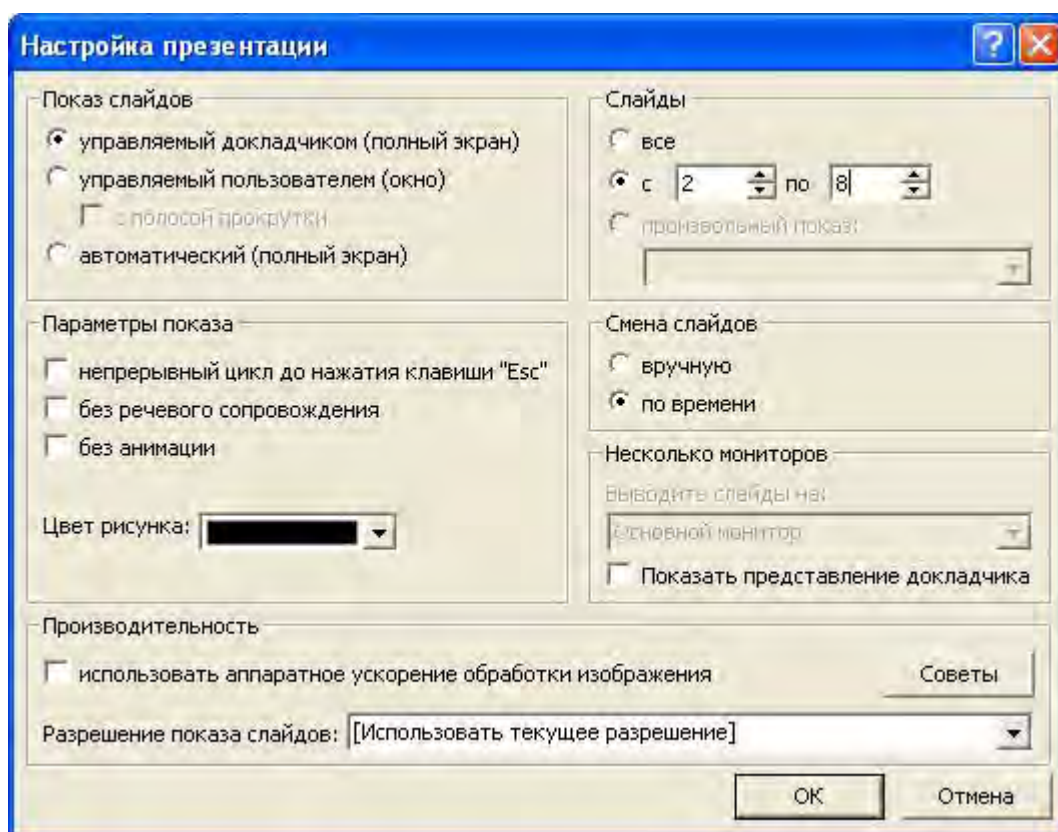 Настройка презентации
Показ слайдов
управляемый докладчиком (полный экран)
управляемый пользователем (окно)
с полосой прокрутки
автоматический (полный экран)
Слайды
все
с 2 по 8
произвольный показ:
Параметры показа
непрерывный цикл до нажатия клавиши "Esc"
без речевого сопровождения
без анимации
Цвет рисунка:
Смена слайдов
вручную
по времени
Несколько мониторов
Выводить слайды на:
Основной монитор
Показать представление докладчика
Производительность
использовать аппаратное ускорение обработки изображения
Советы
Разрешение показа слайдов: [Использовать текущее разрешение]
ОК
Отмена